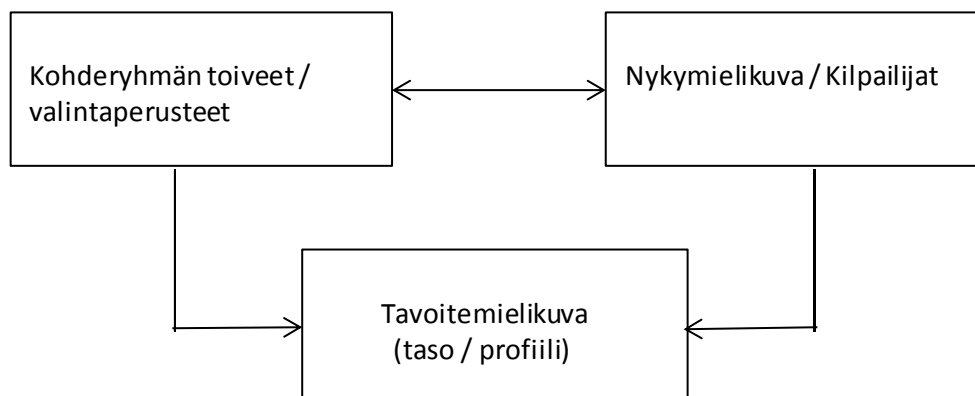 Kohderyhmän toiveet /
valintaperusteet
Nykymielikuva / Kilpailijat
Tavoitemielikuva
(taso / profiili)